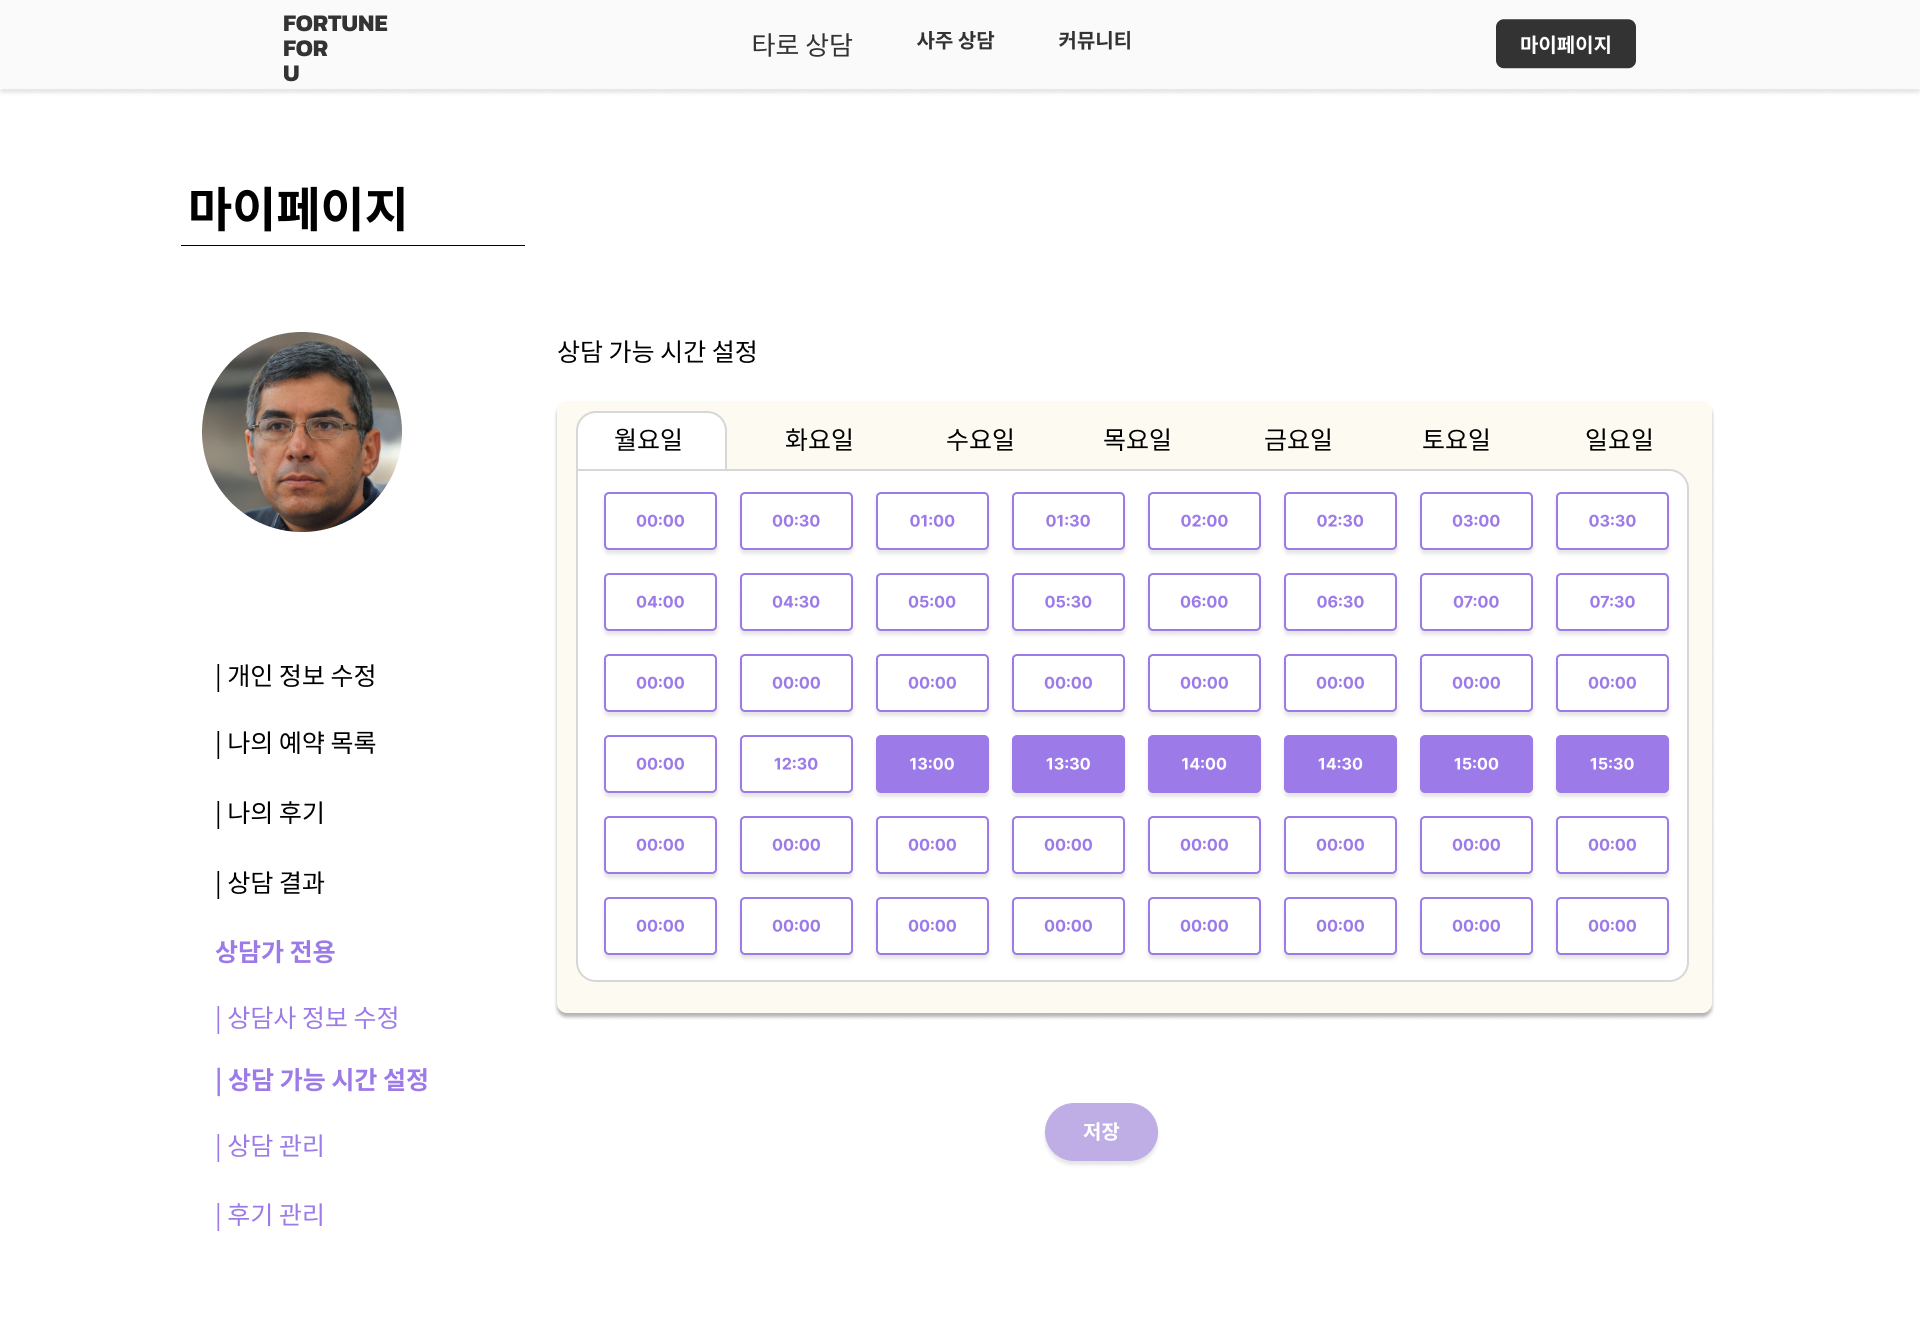 FORTUNE
FOR
U
타로 상담 사주 상담 커뮤니티 마이페이지
마이페이지
상담 가능 시간 설정
월요일 화요일 수요일 목요일 금요일 토요일 일요일
00:00 00:30 01:00 01:30 02:00 02:30 03:00 03:30
04:00 04:30 05:00 05:30 06:00 06:30 07:00 07:30
00:00 00:00 00:00 00:00 00:00 00:00 00:00 00:00
00:00 12:30 13:00 13:30 14:00 14:30 15:00 15:30
00:00 00:00 00:00 00:00 00:00 00:00 00:00 00:00
00:00 00:00 00:00 00:00 00:00 00:00 00:00 00:00
| 개인 정보 수정
| 나의 예약 목록
| 나의 후기
| 상담 결과
상담가 전용
| 상담사 정보 수정
| 상담 가능 시간 설정
| 상담 관리
| 후기 관리
저장